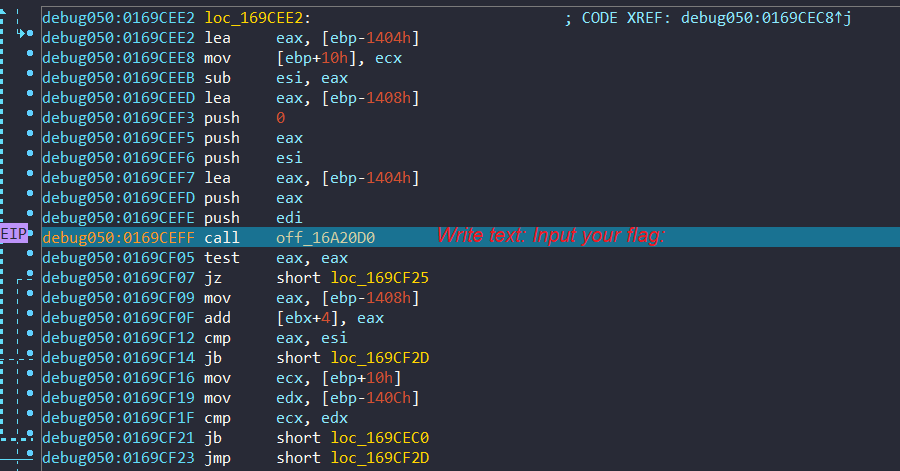 debug050:0169CEE2 loc_169CEE2: ; CODE XREF: debug050:0169CEC8↑j
debug050:0169CEE2 lea eax, [ebp-1404h]
debug050:0169CEE8 mov [ebp+10h], ecx
debug050:0169CEEB sub esi, eax
debug050:0169CEED lea eax, [ebp-1408h]
debug050:0169CEF3 push 0
debug050:0169CEF5 push eax
debug050:0169CEF6 push esi
debug050:0169CEF7 lea eax, [ebp-1404h]
debug050:0169CEFD push eax
debug050:0169CEFE push edi
EIP debug050:0169CEFF call off_16A20D0 Write text: Input your flag:
debug050:0169CF05 test eax, eax
debug050:0169CF07 jz short loc_169CF25
debug050:0169CF09 mov eax, [ebp-1408h]
debug050:0169CF0F add [ebx+4], eax
debug050:0169CF12 cmp eax, esi
debug050:0169CF14 jb short loc_169CF2D
debug050:0169CF16 mov ecx, [ebp+10h]
debug050:0169CF19 mov edx, [ebp-140Ch]
debug050:0169CF1F cmp ecx, edx
debug050:0169CF21 jb short loc_169CEC0
debug050:0169CF23 jmp short loc_169CF2D